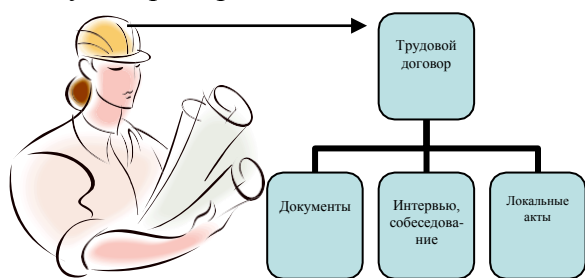 Трудовой
договор
Документы
Интервью,
собеседова-
ние
Локальные
акты